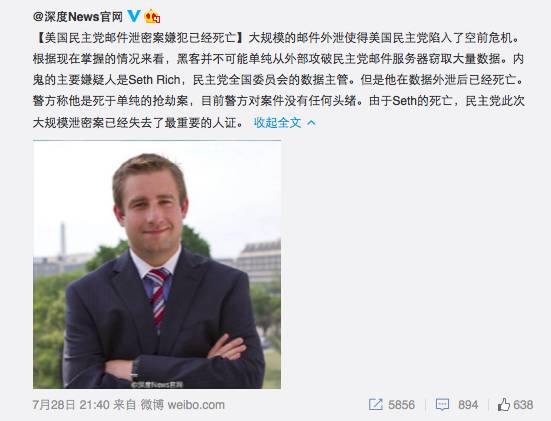 @深度News官网
【美国民主党邮件泄密案嫌犯已经死亡】大规模的邮件外泄使得美国民主党陷入了空前危机。
根据现在掌握的情况来看，黑客并不可能单纯从外部攻破民主党邮件服务器窃取大量数据。内
鬼的主要嫌疑人是Seth Rich，民主党全国委员会的数据主管。但是他在数据外泄后已经死亡。
警方称他是死于单纯的抢劫案，目前警方对案件没有任何头绪。由于Seth的死亡，民主党此次
大规模泄密案已经失去了最重要的人证。 收起全文
@深度News官网
7月28日 21:40 来自 微博 weibo.com 5856 894 638